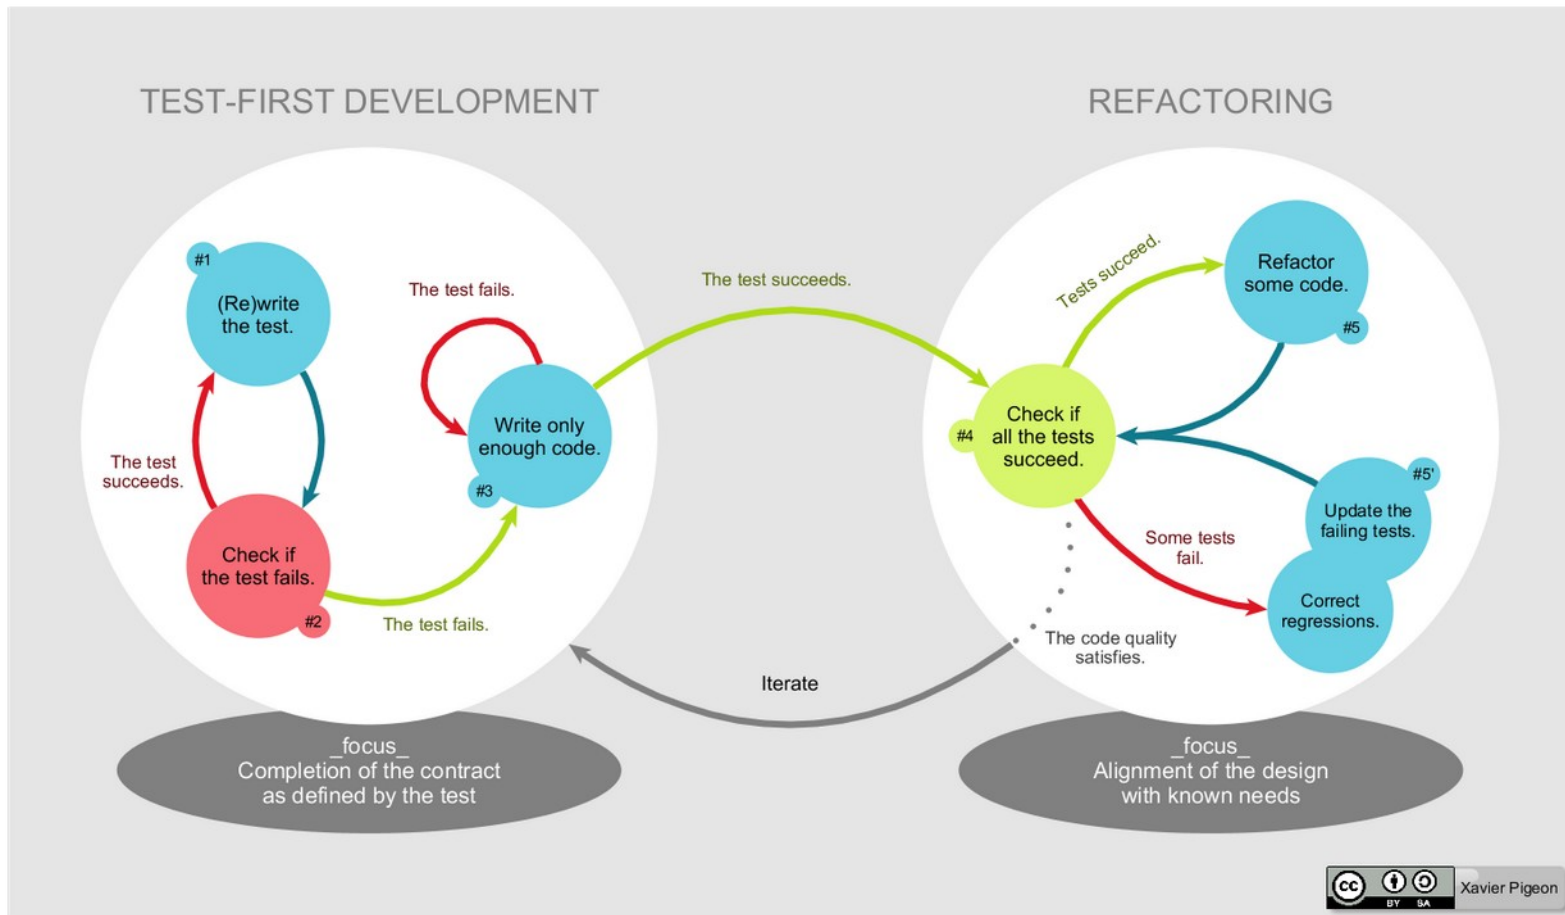 TEST-FIRST DEVELOPMENT
REFACTORING
#1
(Re)write
the test.
The test
succeeds.
Check if
the test fails.
#2
The test fails.
The test fails.
Write only
enough code.
#3
The test succeeds.
Check if
all the tests
succeed.
#4
Tests succeed.
Refactor
some code.
#5
Some tests
fail.
#5'
Update the
failing tests.
Correct
regressions.
The code quality
satisfies.
Iterate
_focus_
Completion of the contract
as defined by the test
_focus_
Alignment of the design
with known needs
cc
BY SA
Xavier Pigeon